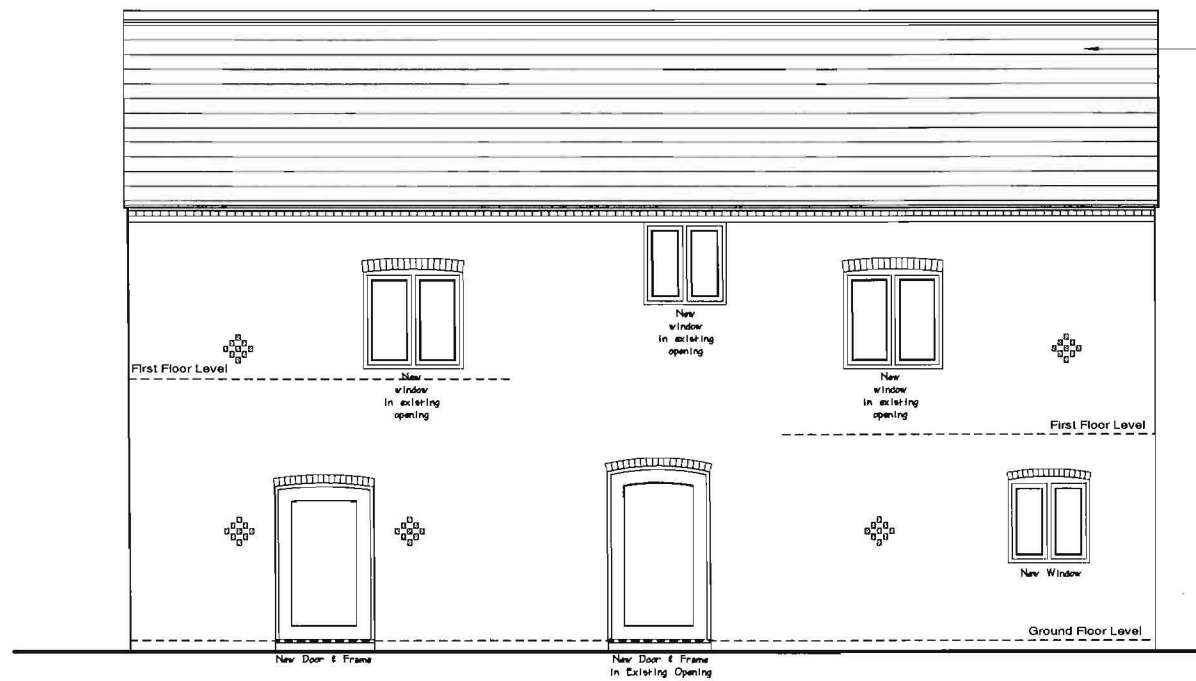 New
window
in existing
opening
First Floor Level
New
window
in existing
opening
New
window
in existing
opening
First Floor Level
New Window
Ground Floor Level
New Door & Frame
New Door & Frame
in Existing Opening